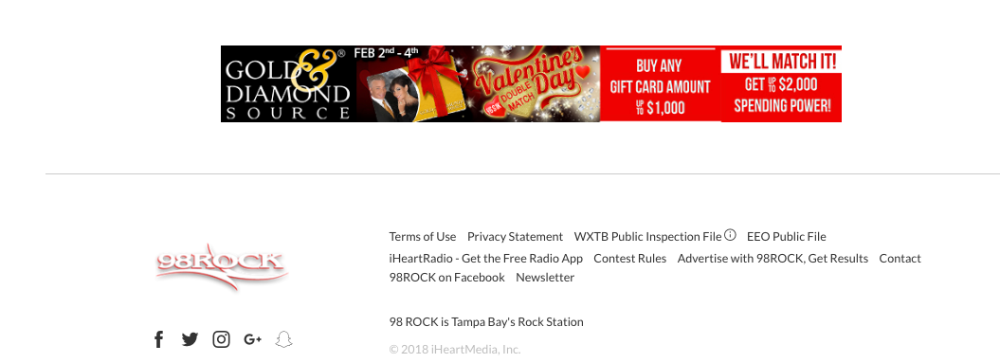 GOLD & DIAMOND SOURCE®
FEB 2nd - 4th
Valentine's Day
DOUBLE MATCH
BUY ANY
GIFT CARD AMOUNT
UP TO $1,000
WE'LL MATCH IT!
GET UP TO $2,000
SPENDING POWER!
Terms of Use Privacy Statement WXTB Public Inspection File EEO Public File
98ROCK
iHeartRadio - Get the Free Radio App Contest Rules Advertise with 98ROCK, Get Results Contact
98ROCK on Facebook Newsletter
98 ROCK is Tampa Bay's Rock Station
© 2018 iHeartMedia, Inc.